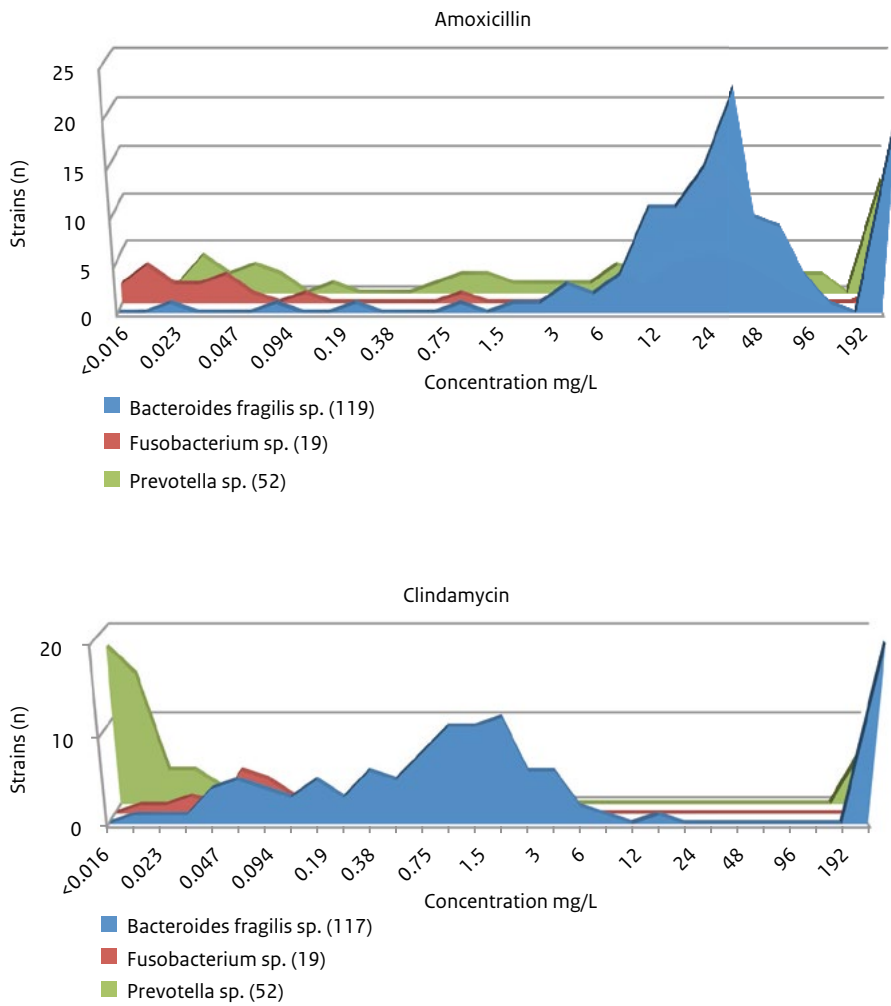 Amoxicillin
25
20
15
10
5
0
Strains (n)
<0.016 0.023 0.047 0.094 0.19 0.38 0.75 1.5 3 6 12 24 48 96 192
Concentration mg/L
Bacteroides fragilis sp. (119)
Fusobacterium sp. (19)
Prevotella sp. (52)
Clindamycin
20
10
0
Strains (n)
<0.016 0.023 0.047 0.094 0.19 0.38 0.75 1.5 3 6 12 24 48 96 192
Concentration mg/L
Bacteroides fragilis sp. (117)
Fusobacterium sp. (19)
Prevotella sp. (52)